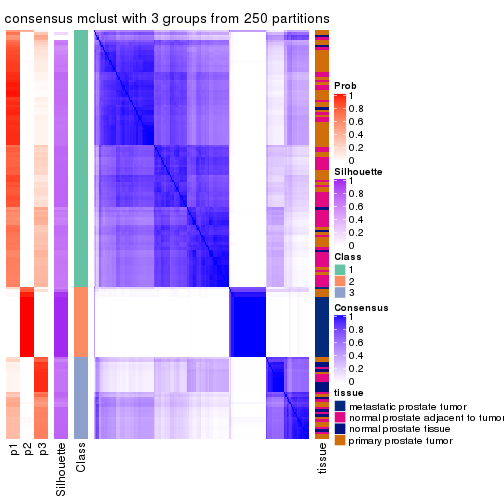 consensus mclust with 3 groups from 250 partitions
Prob
1
0.8
0.6
0.4
0.2
0
Silhouette
1
0.8
0.6
0.4
0.2
0
Class
1
2
3
Consensus
1
0.8
0.6
0.4
0.2
0
tissue
metastatic prostate tumor
normal prostate adjacent to tumor
normal prostate tissue
primary prostate tumor
p1
p2
p3
Silhouette
Class
tissue